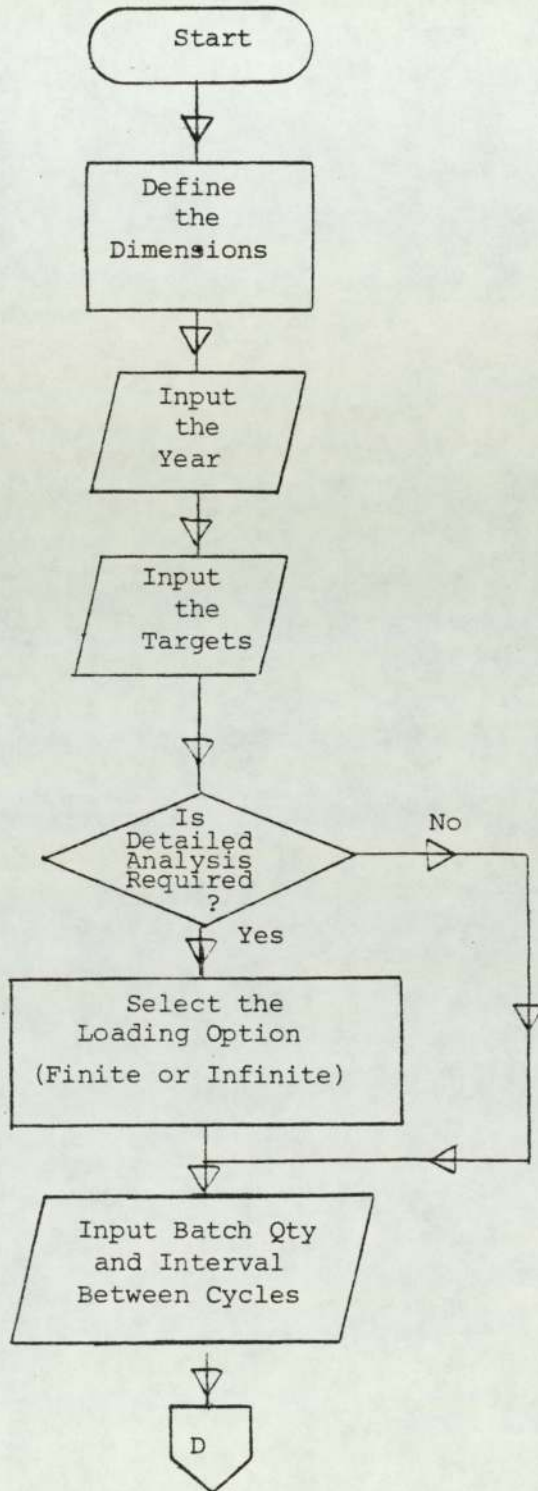 Start
Define
the
Dimensions
Input
the
Year
Input
the
Targets
Is
Detailed
Analysis
Required
?
No
Yes
Select the
Loading Option
(Finite or Infinite)
Input Batch Qty
and Interval
Between Cycles
D